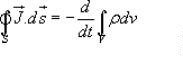 ∮_S J⃗.ds⃗ = − d/dt ∫_V ρdv